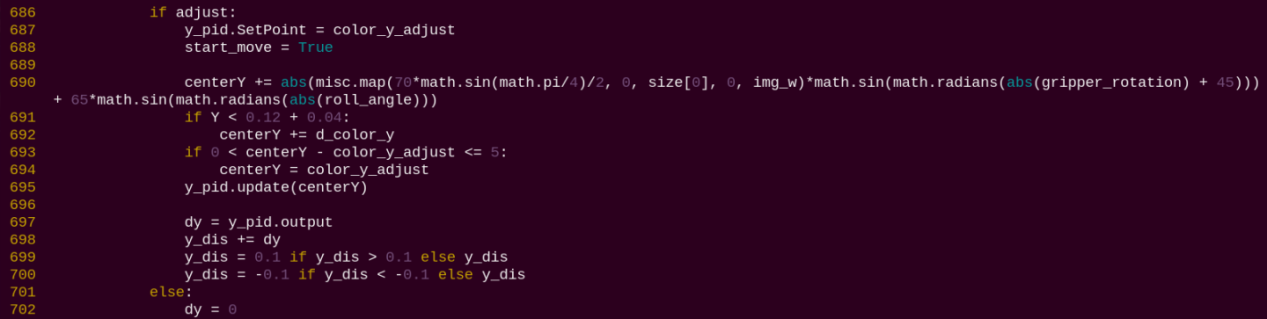 686             if adjust:
687                 y_pid.SetPoint = color_y_adjust
688                 start_move = True
689
690                 centerY += abs(misc.map(70*math.sin(math.pi/4)/2, 0, size[0], 0, img_w)*math.sin(math.radians(abs(gripper_rotation) + 45)))
 + 65*math.sin(math.radians(abs(roll_angle)))
691                 if Y < 0.12 + 0.04:
692                     centerY += d_color_y
693                 if 0 < centerY - color_y_adjust <= 5:
694                     centerY = color_y_adjust
695                 y_pid.update(centerY)
696
697                 dy = y_pid.output
698                 y_dis += dy
699                 y_dis = 0.1 if y_dis > 0.1 else y_dis
700                 y_dis = -0.1 if y_dis < -0.1 else y_dis
701             else:
702                 dy = 0